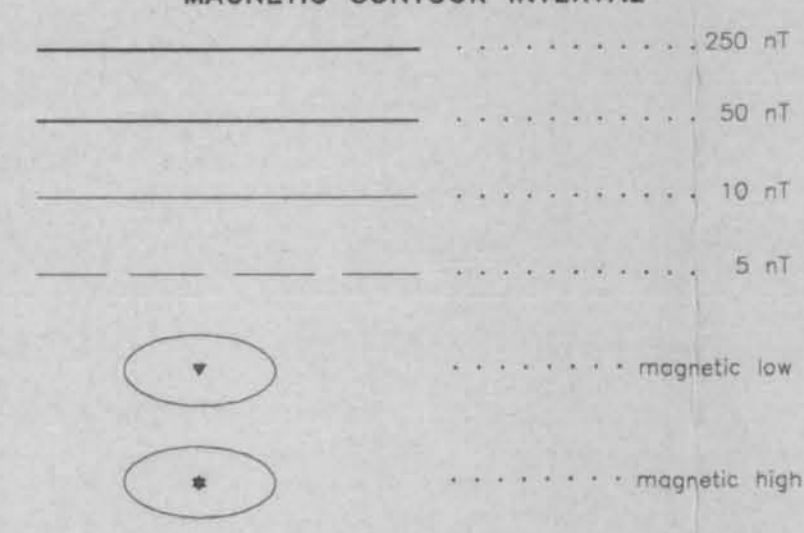 MAGNETIC CONTOUR INTERVAL
. . . . . . . . . . . 250 nT
. . . . . . . . . . . 50 nT
. . . . . . . . . . . 10 nT
. . . . . . . . . . . 5 nT
. . . . . . . . magnetic low
. . . . . . . . magnetic high